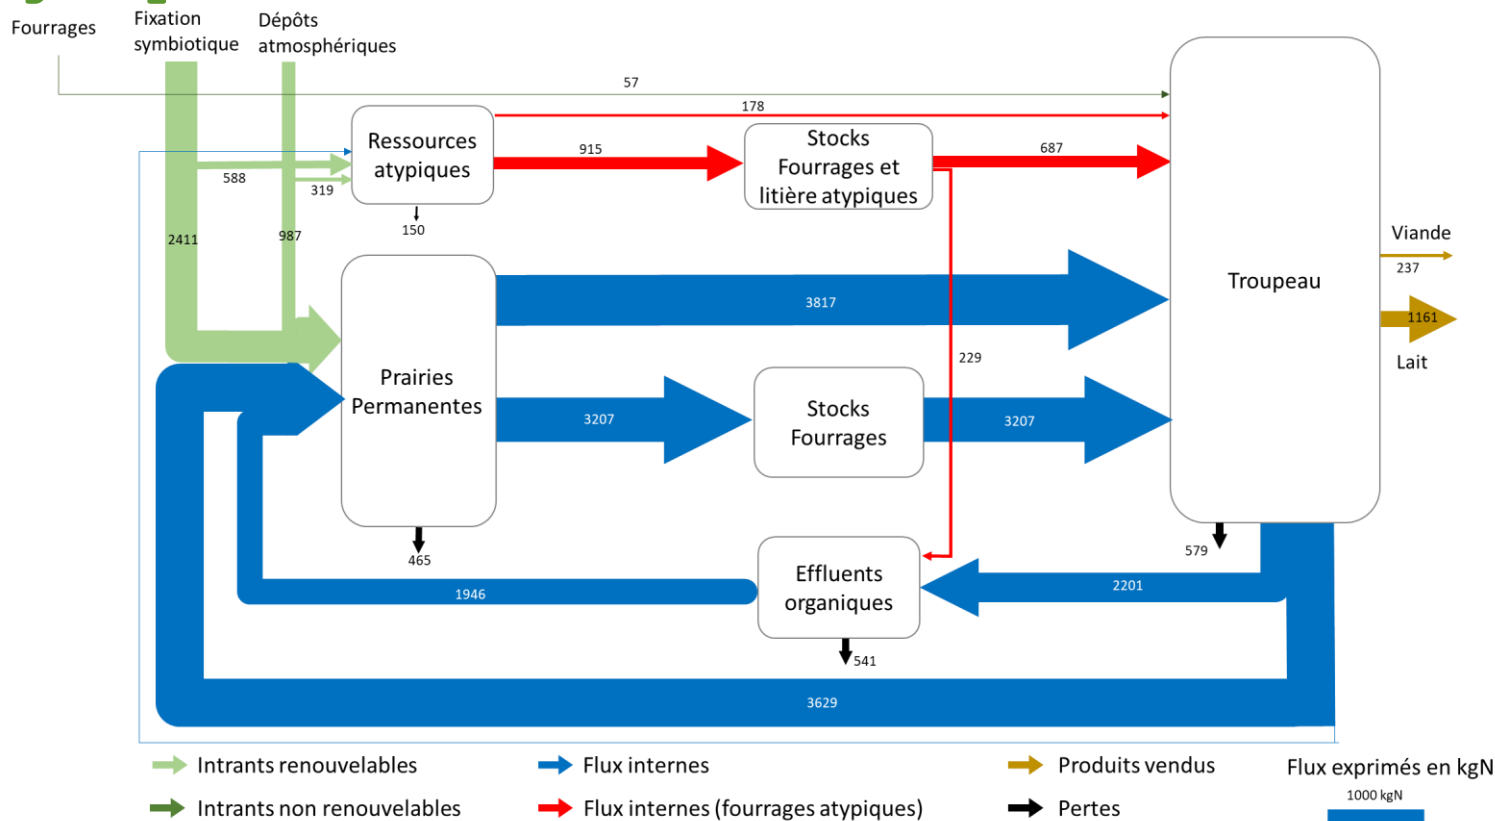 Fourrages
Fixation
symbiotique
Dépôts
atmosphériques
57
178
Ressources
atypiques
915
Stocks
Fourrages et
litière atypiques
687
588
319
150
2411
987
Viande
237
Troupeau
3817
1161
Lait
229
Prairies
Permanentes
3207
Stocks
Fourrages
3207
465
579
Effluents
organiques
2201
1946
541
3629
Intrants renouvelables
Flux internes
Produits vendus
Flux exprimés en kgN
Intrants non renouvelables
Flux internes (fourrages atypiques)
Pertes
1000 kgN